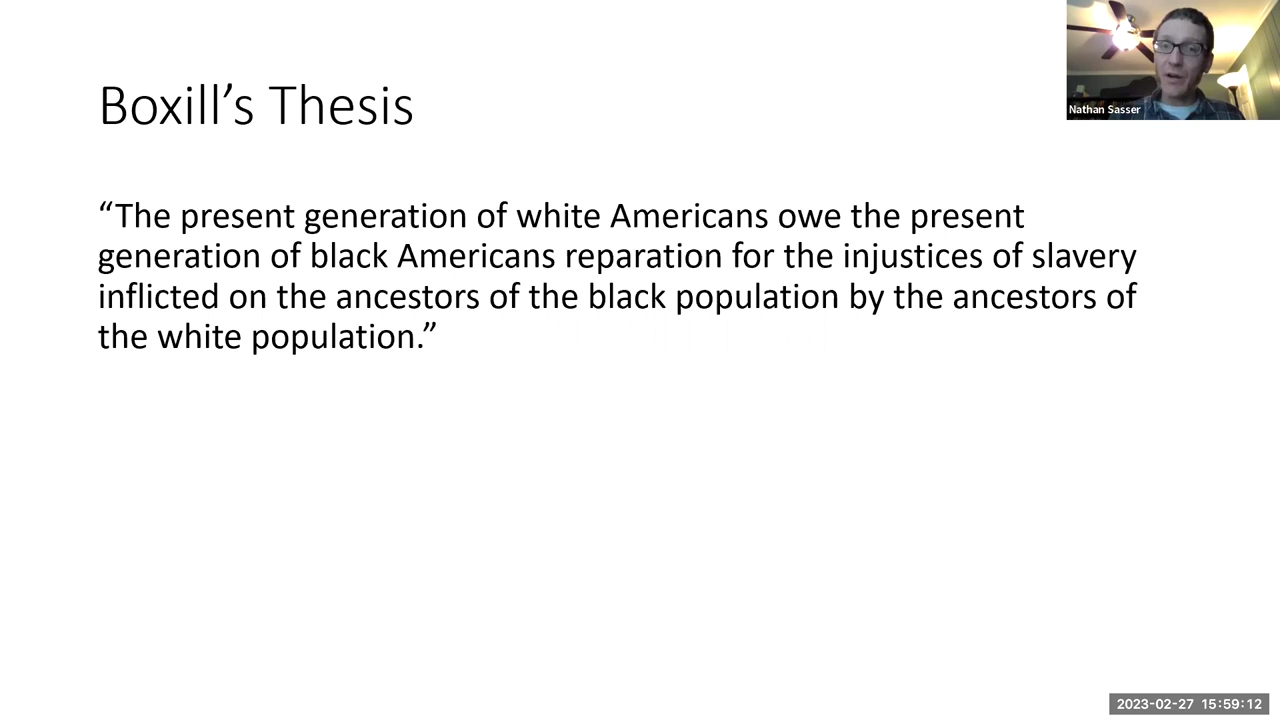 Boxill’s Thesis
Nathan Sasser
“The present generation of white Americans owe the present
generation of black Americans reparation for the injustices of slavery
inflicted on the ancestors of the black population by the ancestors of
the white population.”
2023-02-27 15:59:12